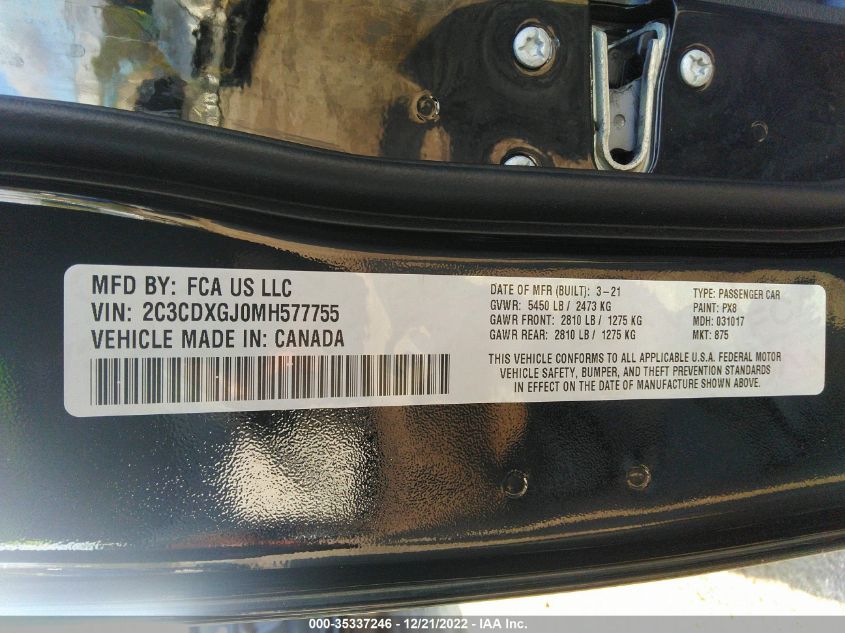 MFD BY: FCA US LLC
VIN: 2C3CDXGJ0MH577755
VEHICLE MADE IN: CANADA
DATE OF MFR (BUILT): 3-21
GVWR: 5450 LB / 2473 KG
GAWR FRONT: 2810 LB / 1275 KG
GAWR REAR: 2810 LB / 1275 KG
TYPE: PASSENGER CAR
PAINT: PX8
MDH: 031017
MKT: 875
THIS VEHICLE CONFORMS TO ALL APPLICABLE U.S.A. FEDERAL MOTOR
VEHICLE SAFETY, BUMPER, AND THEFT PREVENTION STANDARDS
IN EFFECT ON THE DATE OF MANUFACTURE SHOWN ABOVE.
000-35337246 - 12/21/2022 - IAA Inc.